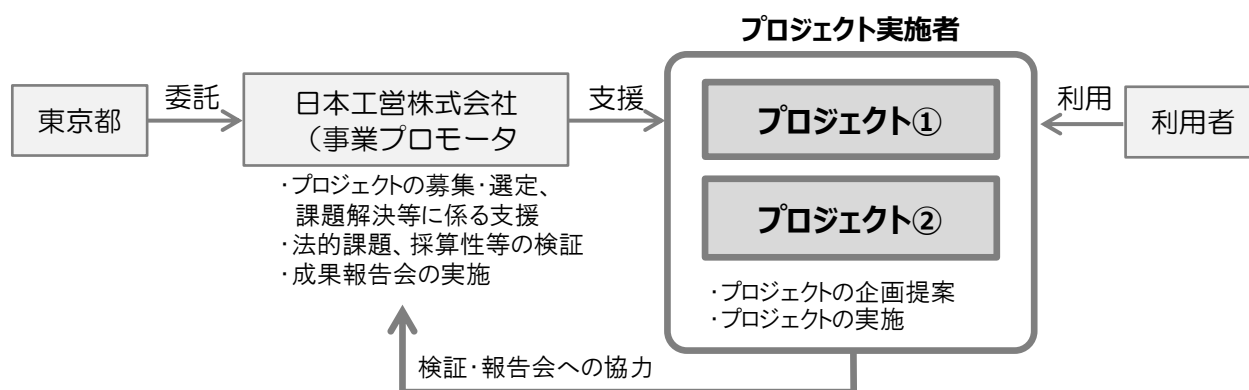 プロジェクト実施者
東京都
委託
日本工営株式会社
（事業プロモータ
支援
プロジェクト①
プロジェクト②
利用
利用者
・プロジェクトの募集・選定、
課題解決等に係る支援
・法的課題、採算性等の検証
・成果報告会の実施
・プロジェクトの企画提案
・プロジェクトの実施
検証・報告会への協力